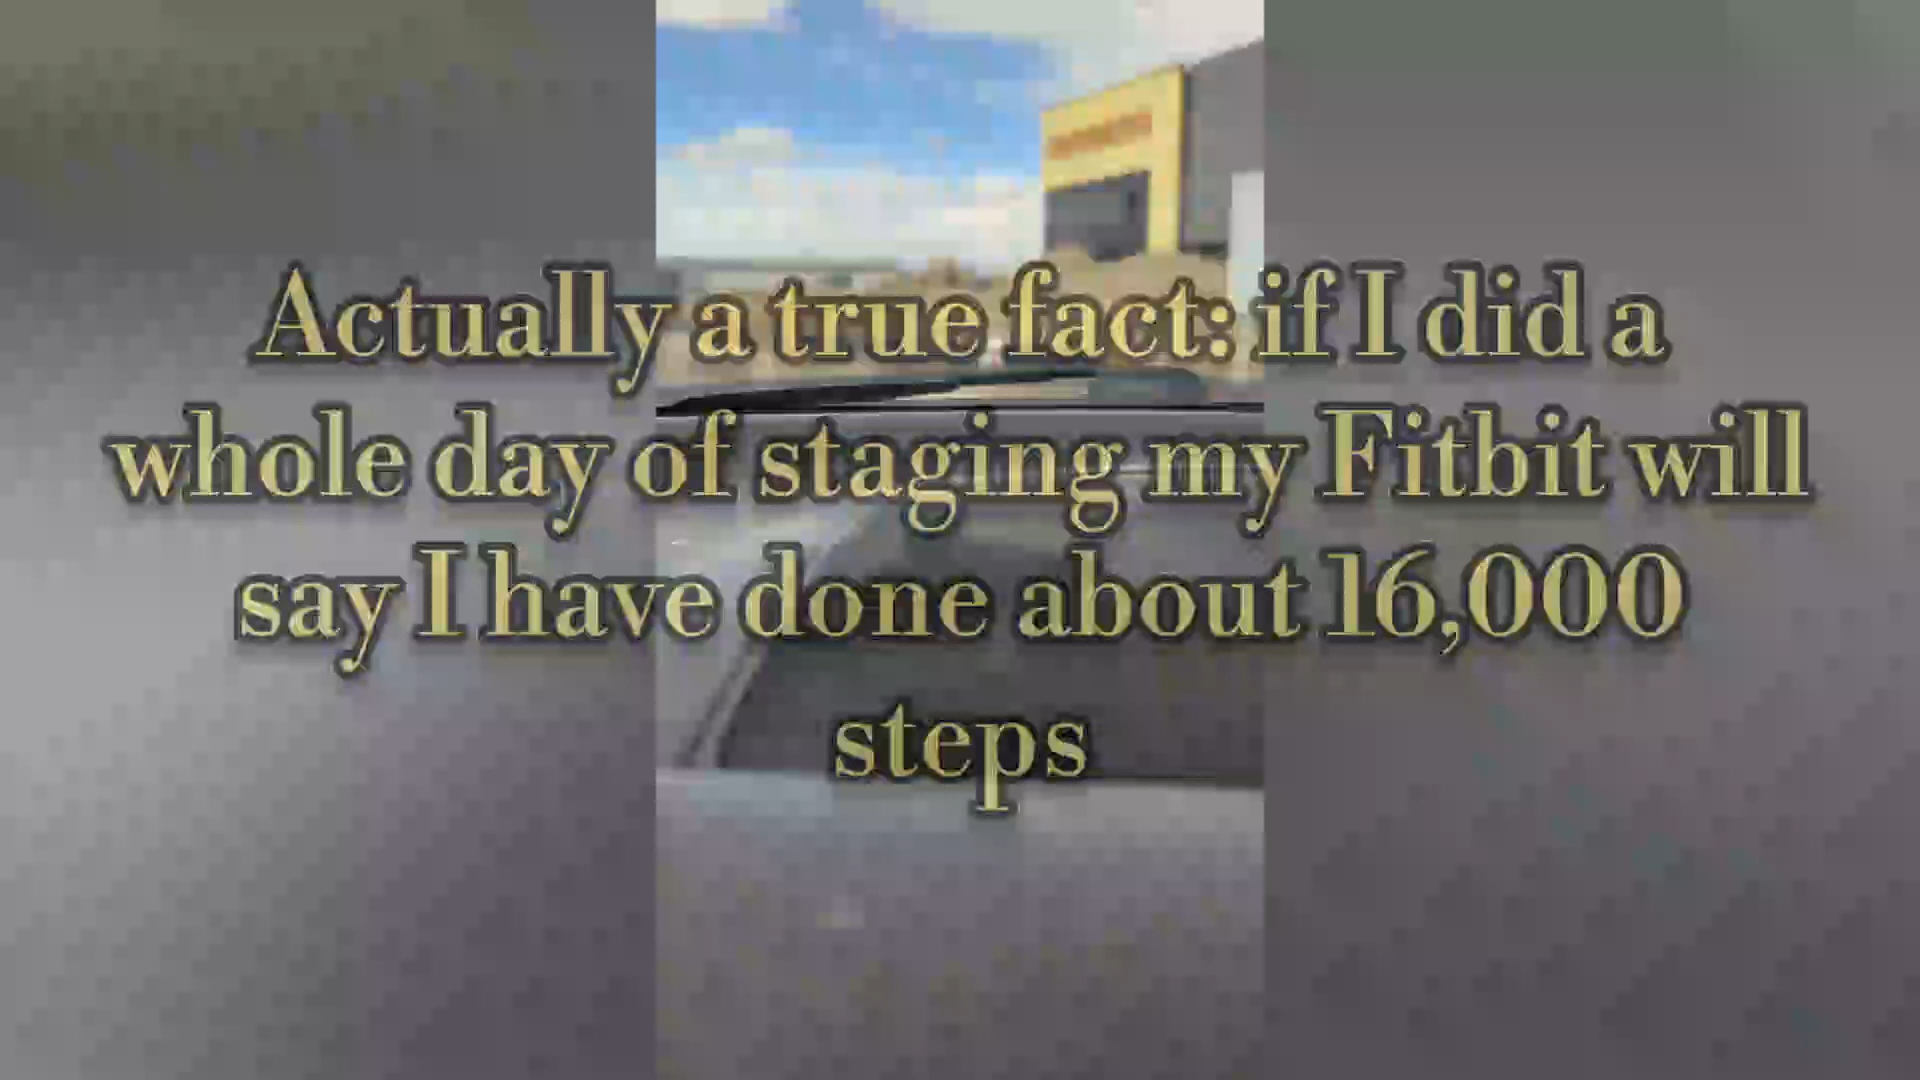 Actually a true fact: if I did a
whole day of staging my Fitbit will
say I have done about 16,000
steps